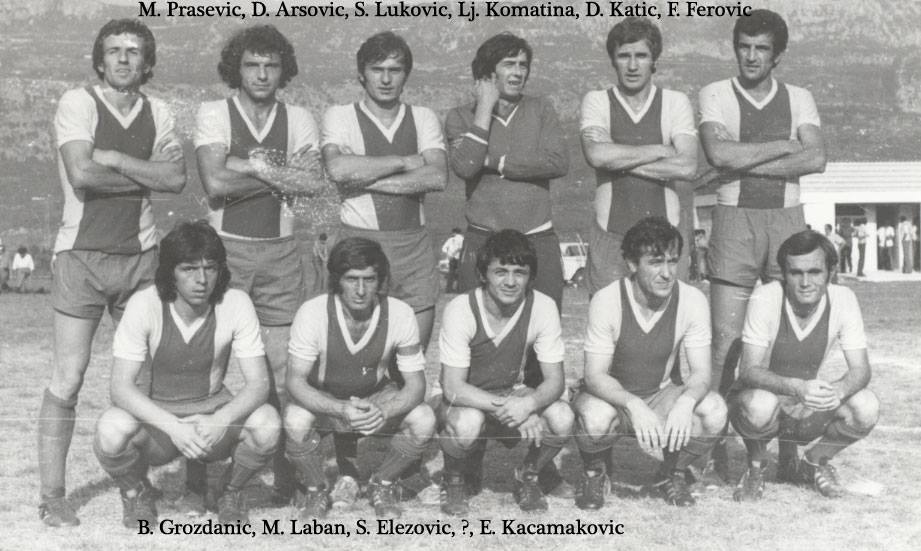 M. Prasevic, D. Arsovic, S. Lukovic, Lj. Komatina, D. Katic, F. Ferovic
B. Grozdanic, M. Laban, S. Elezovic, ?, E. Kacamakovic